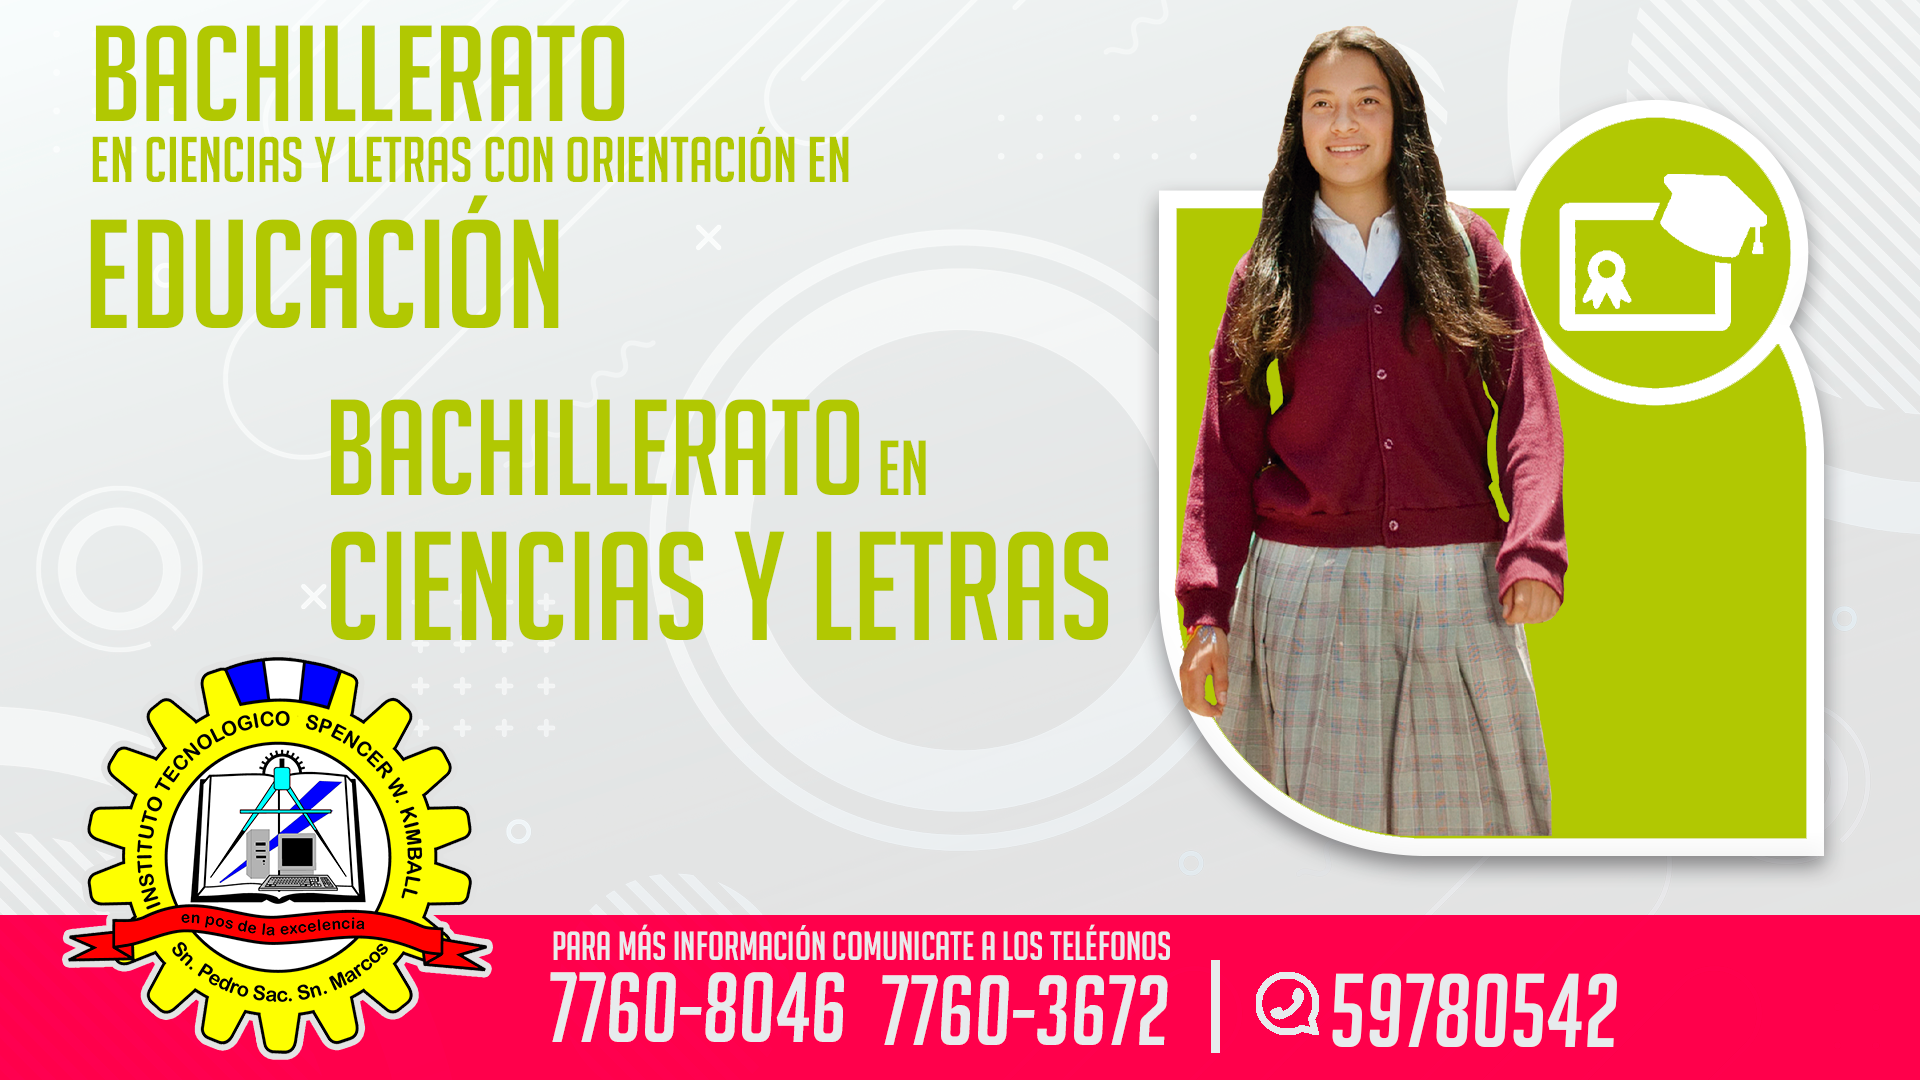 BACHILLERATO
EN CIENCIAS Y LETRAS CON ORIENTACIÓN EN
EDUCACIÓN
BACHILLERATO EN
CIENCIAS Y LETRAS
INSTITUTO TECNOLOGICO SPENCER W. KIMBALL
en pos de la excelencia
Sn. Pedro Sac. Sn. Marcos
PARA MÁS INFORMACIÓN COMUNICATE A LOS TELÉFONOS
7760-8046 7760-3672 | 59780542